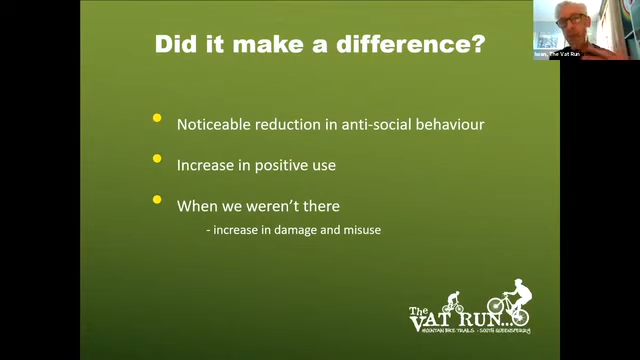 Did it make a difference?
Iwan, The Vat Run
• Noticeable reduction in anti-social behaviour
• Increase in positive use
• When we weren't there
- increase in damage and misuse
The
VAT RUN...
MOUNTAIN BIKE TRAILS - SOUTH QUEENSFERRY